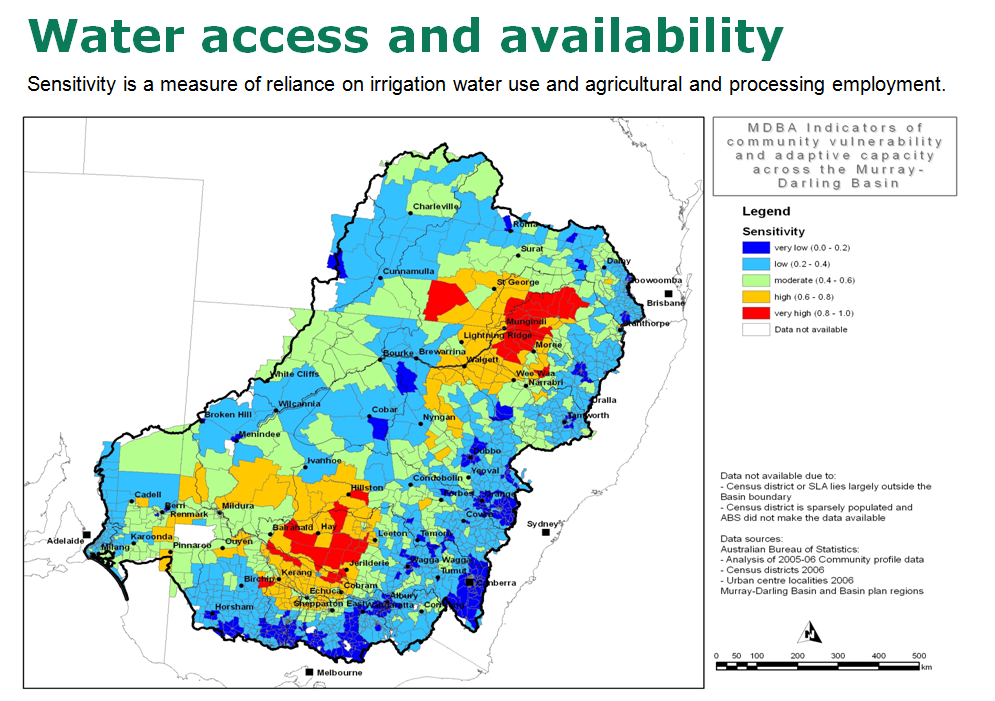 Water access and availability
Sensitivity is a measure of reliance on irrigation water use and agricultural and processing employment.
MDBA Indicators of
community vulnerability
and adaptive capacity
across the Murray-
Darling Basin
Legend
Sensitivity
very low (0.0 - 0.2)
low (0.2 - 0.4)
moderate (0.4 - 0.6)
high (0.6 - 0.8)
very high (0.8 - 1.0)
Data not available
Charleville
Roma
Surat
Dalby
Toowoomba
Cunnamulla
St George
Brisbane
Stanthorpe
Mungindi
Lightning Ridge
Moree
Bourke
Brewarrina
Walgett
Wee Waa
Narrabri
White Cliffs
Wilcannia
Uralla
Broken Hill
Cobar
Nyngan
Tamworth
Menindee
Dubbo
Ivanhoe
Yeoval
Condobolin
Cadell
Hillston
Forbes
Orange
Berri
Renmark
Mildura
Cowra
Sydney
Adelaide
Karoonda
Balranald
Hay
Leeton
Temora
Milang
Pinnaroo
Ouyen
Jerilderie
Wagga Wagga
Tumut
Birchip
Kerang
Cobram
Canberra
Echuca
Albury
Horsham
Shepparton
East
Wangaratta
Melbourne
Data not available due to:
- Census district or SLA lies largely outside the
Basin boundary
- Census district is sparsely populated and
ABS did not make the data available
Data sources:
Australian Bureau of Statistics:
- Analysis of 2005-06 Community profile data
- Census districts 2006
- Urban centre localities 2006
Murray-Darling Basin and Basin plan regions
N
0 50 100 200 300 400 500
km